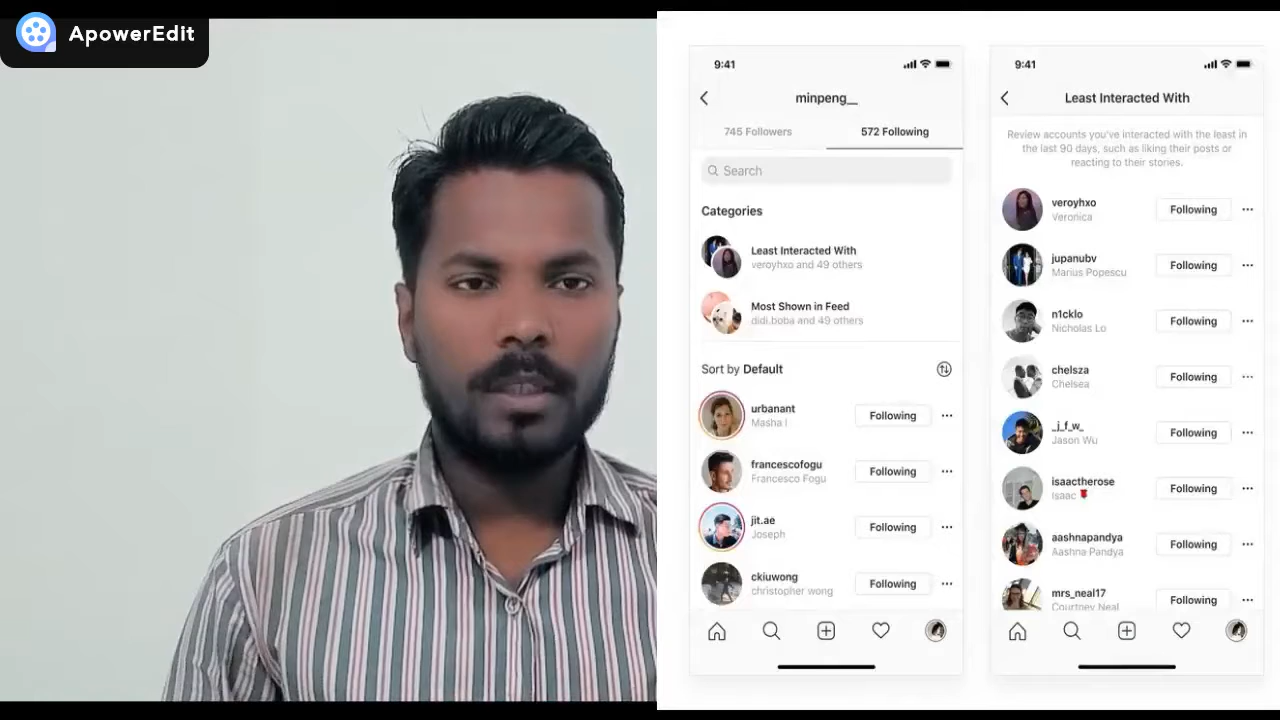 ApowerEdit
9:41
minpeng__
745 Followers
572 Following
Search
Categories
Least Interacted With
veroyhxo and 49 others
Most Shown in Feed
didi.boba and 49 others
Sort by Default
urbanant
Masha I
Following
francescofogu
Francesco Fogu
Following
jit.ae
Joseph
Following
ckiuwong
christopher wong
Following
9:41
Least Interacted With
Review accounts you've interacted with the least in
the last 90 days, such as liking their posts or
reacting to their stories.
veroyhxo
Veronica
Following
jupanubv
Marius Popescu
Following
n1cklo
Nicholas Lo
Following
chelsza
Chelsea
Following
_j_f_w_
Jason Wu
Following
isaactherose
Isaac
Following
aashnapandya
Aashna Pandya
Following
mrs_neal17
Courtney Neal
Following